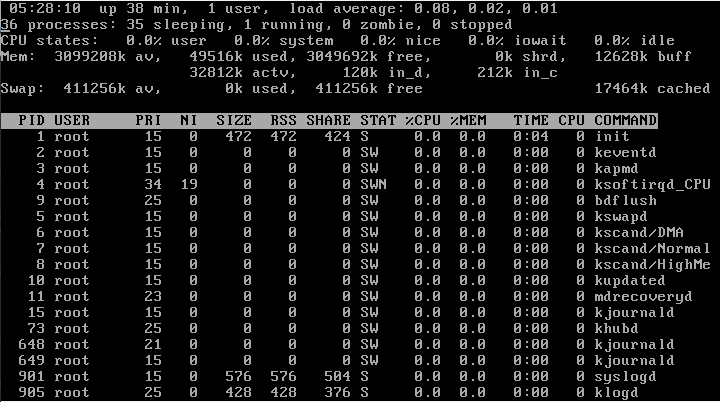 05:28:10  up 38 min,  1 user,  load average: 0.08, 0.02, 0.01
36 processes: 35 sleeping, 1 running, 0 zombie, 0 stopped
CPU states:   0.0% user   0.0% system   0.0% nice   0.0% iowait   0.0% idle
Mem:  3099208k av,   49516k used, 3049692k free,       0k shrd,   12628k buff
                     32812k actv,     120k in_d,     212k in_c
Swap:  411256k av,       0k used,  411256k free                   17464k cached

  PID USER     PRI  NI  SIZE  RSS SHARE STAT %CPU %MEM   TIME CPU COMMAND
    1 root      15   0   472  472   424 S     0.0  0.0   0:04   0 init
    2 root      15   0     0    0     0 SW    0.0  0.0   0:00   0 keventd
    3 root      15   0     0    0     0 SW    0.0  0.0   0:00   0 kapmd
    4 root      34  19     0    0     0 SWN   0.0  0.0   0:00   0 ksoftirqd_CPU
    9 root      25   0     0    0     0 SW    0.0  0.0   0:00   0 bdflush
    5 root      15   0     0    0     0 SW    0.0  0.0   0:00   0 kswapd
    6 root      15   0     0    0     0 SW    0.0  0.0   0:00   0 kscand/DMA
    7 root      15   0     0    0     0 SW    0.0  0.0   0:00   0 kscand/Normal
    8 root      15   0     0    0     0 SW    0.0  0.0   0:00   0 kscand/HighMe
   10 root      15   0     0    0     0 SW    0.0  0.0   0:00   0 kupdated
   11 root      23   0     0    0     0 SW    0.0  0.0   0:00   0 mdrecoveryd
   15 root      15   0     0    0     0 SW    0.0  0.0   0:00   0 kjournald
   73 root      25   0     0    0     0 SW    0.0  0.0   0:00   0 khubd
  648 root      21   0     0    0     0 SW    0.0  0.0   0:00   0 kjournald
  649 root      15   0     0    0     0 SW    0.0  0.0   0:00   0 kjournald
  901 root      15   0   576  576   504 S     0.0  0.0   0:00   0 syslogd
  905 root      25   0   428  428   376 S     0.0  0.0   0:00   0 klogd